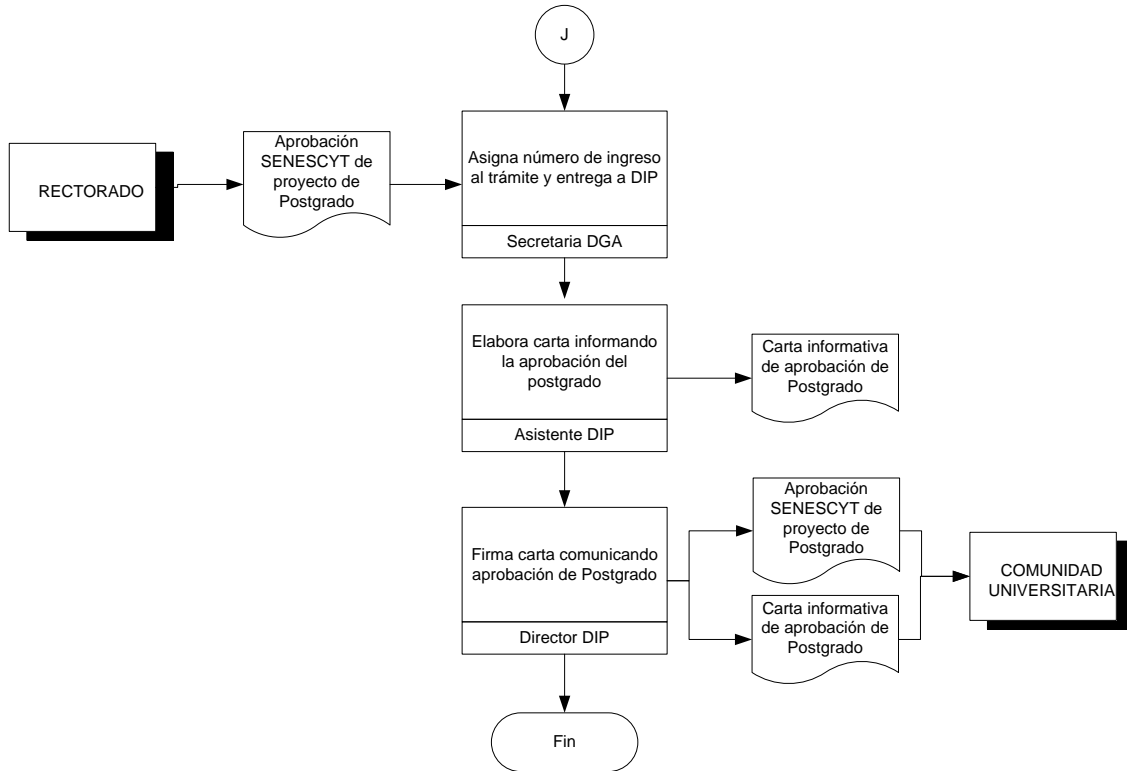 J
RECTORADO
Aprobación
SENESCYT de
proyecto de
Postgrado
Asigna número de ingreso
al trámite y entrega a DIP
Secretaria DGA
Elabora carta informando
la aprobación del
postgrado
Asistente DIP
Carta informativa
de aprobación de
Postgrado
Firma carta comunicando
aprobación de Postgrado
Director DIP
Aprobación
SENESCYT de
proyecto de
Postgrado
Carta informativa
de aprobación de
Postgrado
COMUNIDAD
UNIVERSITARIA
Fin